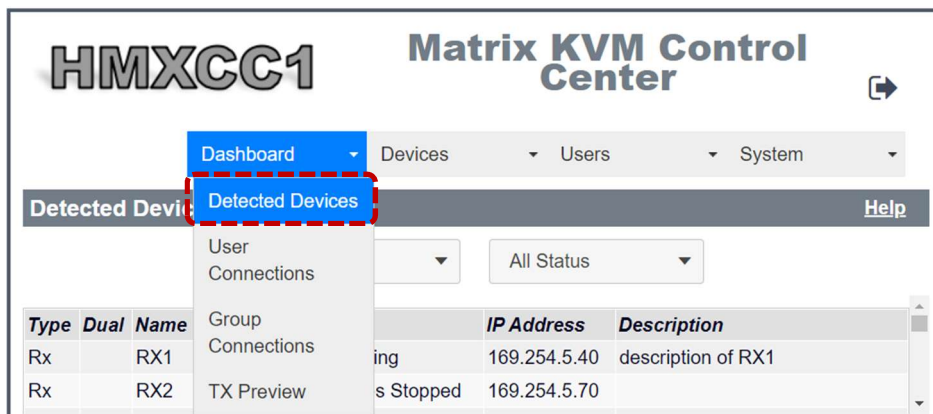 HMXCC1
Matrix KVM Control
Center
Dashboard Devices Users System
Detected Devices
Detected Devic
Help
User
Connections
All Status
Group
Connections
Type Dual Name IP Address Description
Rx RX1 ing 169.254.5.40 description of RX1
Rx RX2 s Stopped 169.254.5.70
TX Preview